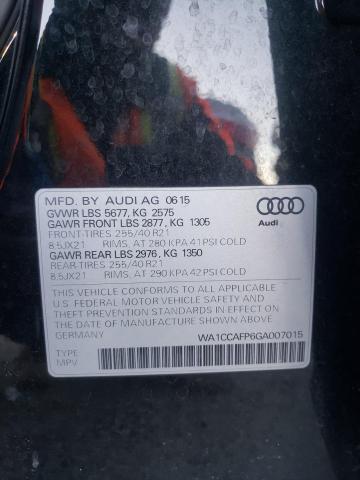 MFD. BY AUDI AG 06 15
GVWR LBS 5677, KG 2575
GAWR FRONT LBS 2877, KG 1305
FRONT-TIRES 255/40 R21
8.5JX21 RIMS, AT 280 KPA 41 PSI COLD
GAWR REAR LBS 2976, KG 1350
REAR-TIRES 255/40 R21
8.5JX21 RIMS, AT 290 KPA 42 PSI COLD
Audi
THIS VEHICLE CONFORMS TO ALL APPLICABLE
U.S. FEDERAL MOTOR VEHICLE SAFETY AND
THEFT PREVENTION STANDARDS IN EFFECT ON
THE DATE OF MANUFACTURE SHOWN ABOVE.
GERMANY WA1CCAFP6GA007015
TYPE: CAFP
MPV